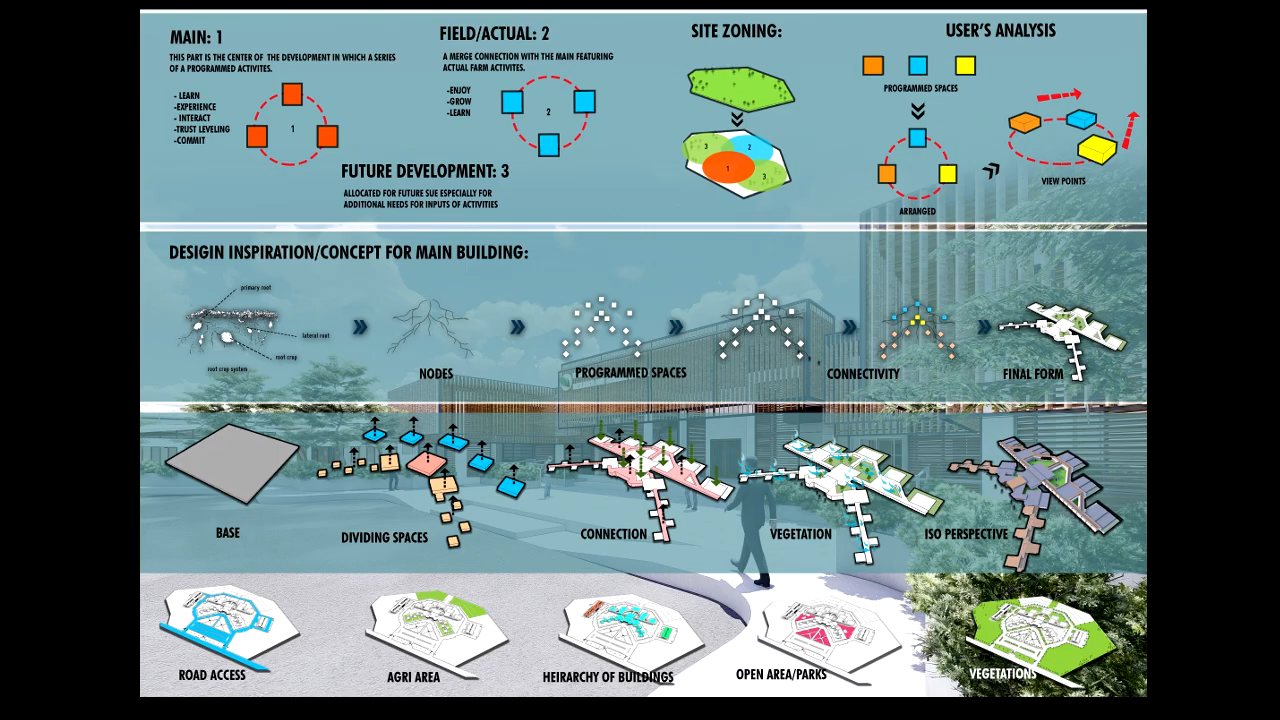 MAIN: 1
THIS PART IS THE CENTER OF THE DEVELOPMENT IN WHICH A SERIES
OF A PROGRAMMED ACTIVITES.
- LEARN
-EXPERIENCE
- INTERACT
-TRUST LEVELING
-COMMIT
1
FIELD/ACTUAL: 2
A MERGE CONNECTION WITH THE MAIN FEATURING
ACTUAL FARM ACTIVITES.
-ENJOY
-GROW
-LEARN
2
FUTURE DEVELOPMENT: 3
ALLOCATED FOR FUTURE SUE ESPECIALLY FOR
ADDITIONAL NEEDS FOR INPUTS OF ACTIVITIES
SITE ZONING:
3
2
1
3
USER'S ANALYSIS
PROGRAMMED SPACES
ARRANGED
VIEW POINTS
DESIGIN INSPIRATION/CONCEPT FOR MAIN BUILDING:
primary root
lateral root
root crop
root crop system
NODES
PROGRAMMED SPACES
CONNECTIVITY
FINAL FORM
BASE
DIVIDING SPACES
CONNECTION
VEGETATION
ISO PERSPECTIVE
ROAD ACCESS
AGRI AREA
HEIRARCHY OF BUILDINGS
OPEN AREA/PARKS
VEGETATIONS